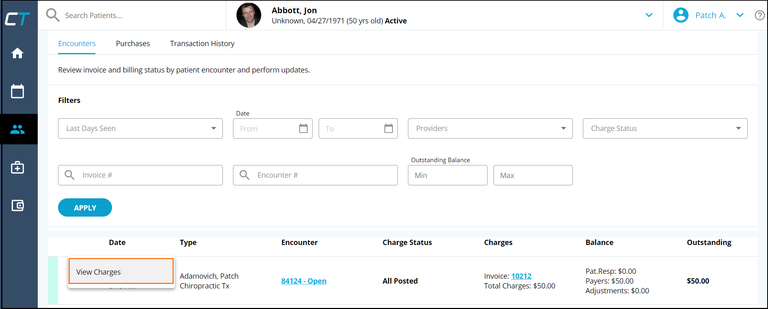 CT
Search Patients...
Abbott, Jon
Unknown, 04/27/1971 (50 yrs old) Active
Patch A.
Encounters
Purchases
Transaction History
Review invoice and billing status by patient encounter and perform updates.
Filters
Last Days Seen
Date
From
To
Providers
Charge Status
Invoice #
Encounter #
Outstanding Balance
Min
Max
APPLY
Date
Type
Encounter
Charge Status
Charges
Balance
Outstanding
View Charges
Adamovich, Patch
Chiropractic Tx
84124 - Open
All Posted
Invoice: 10212
Total Charges: $50.00
Pat.Resp: $0.00
Payers: $50.00
Adjustments: $0.00
$50.00